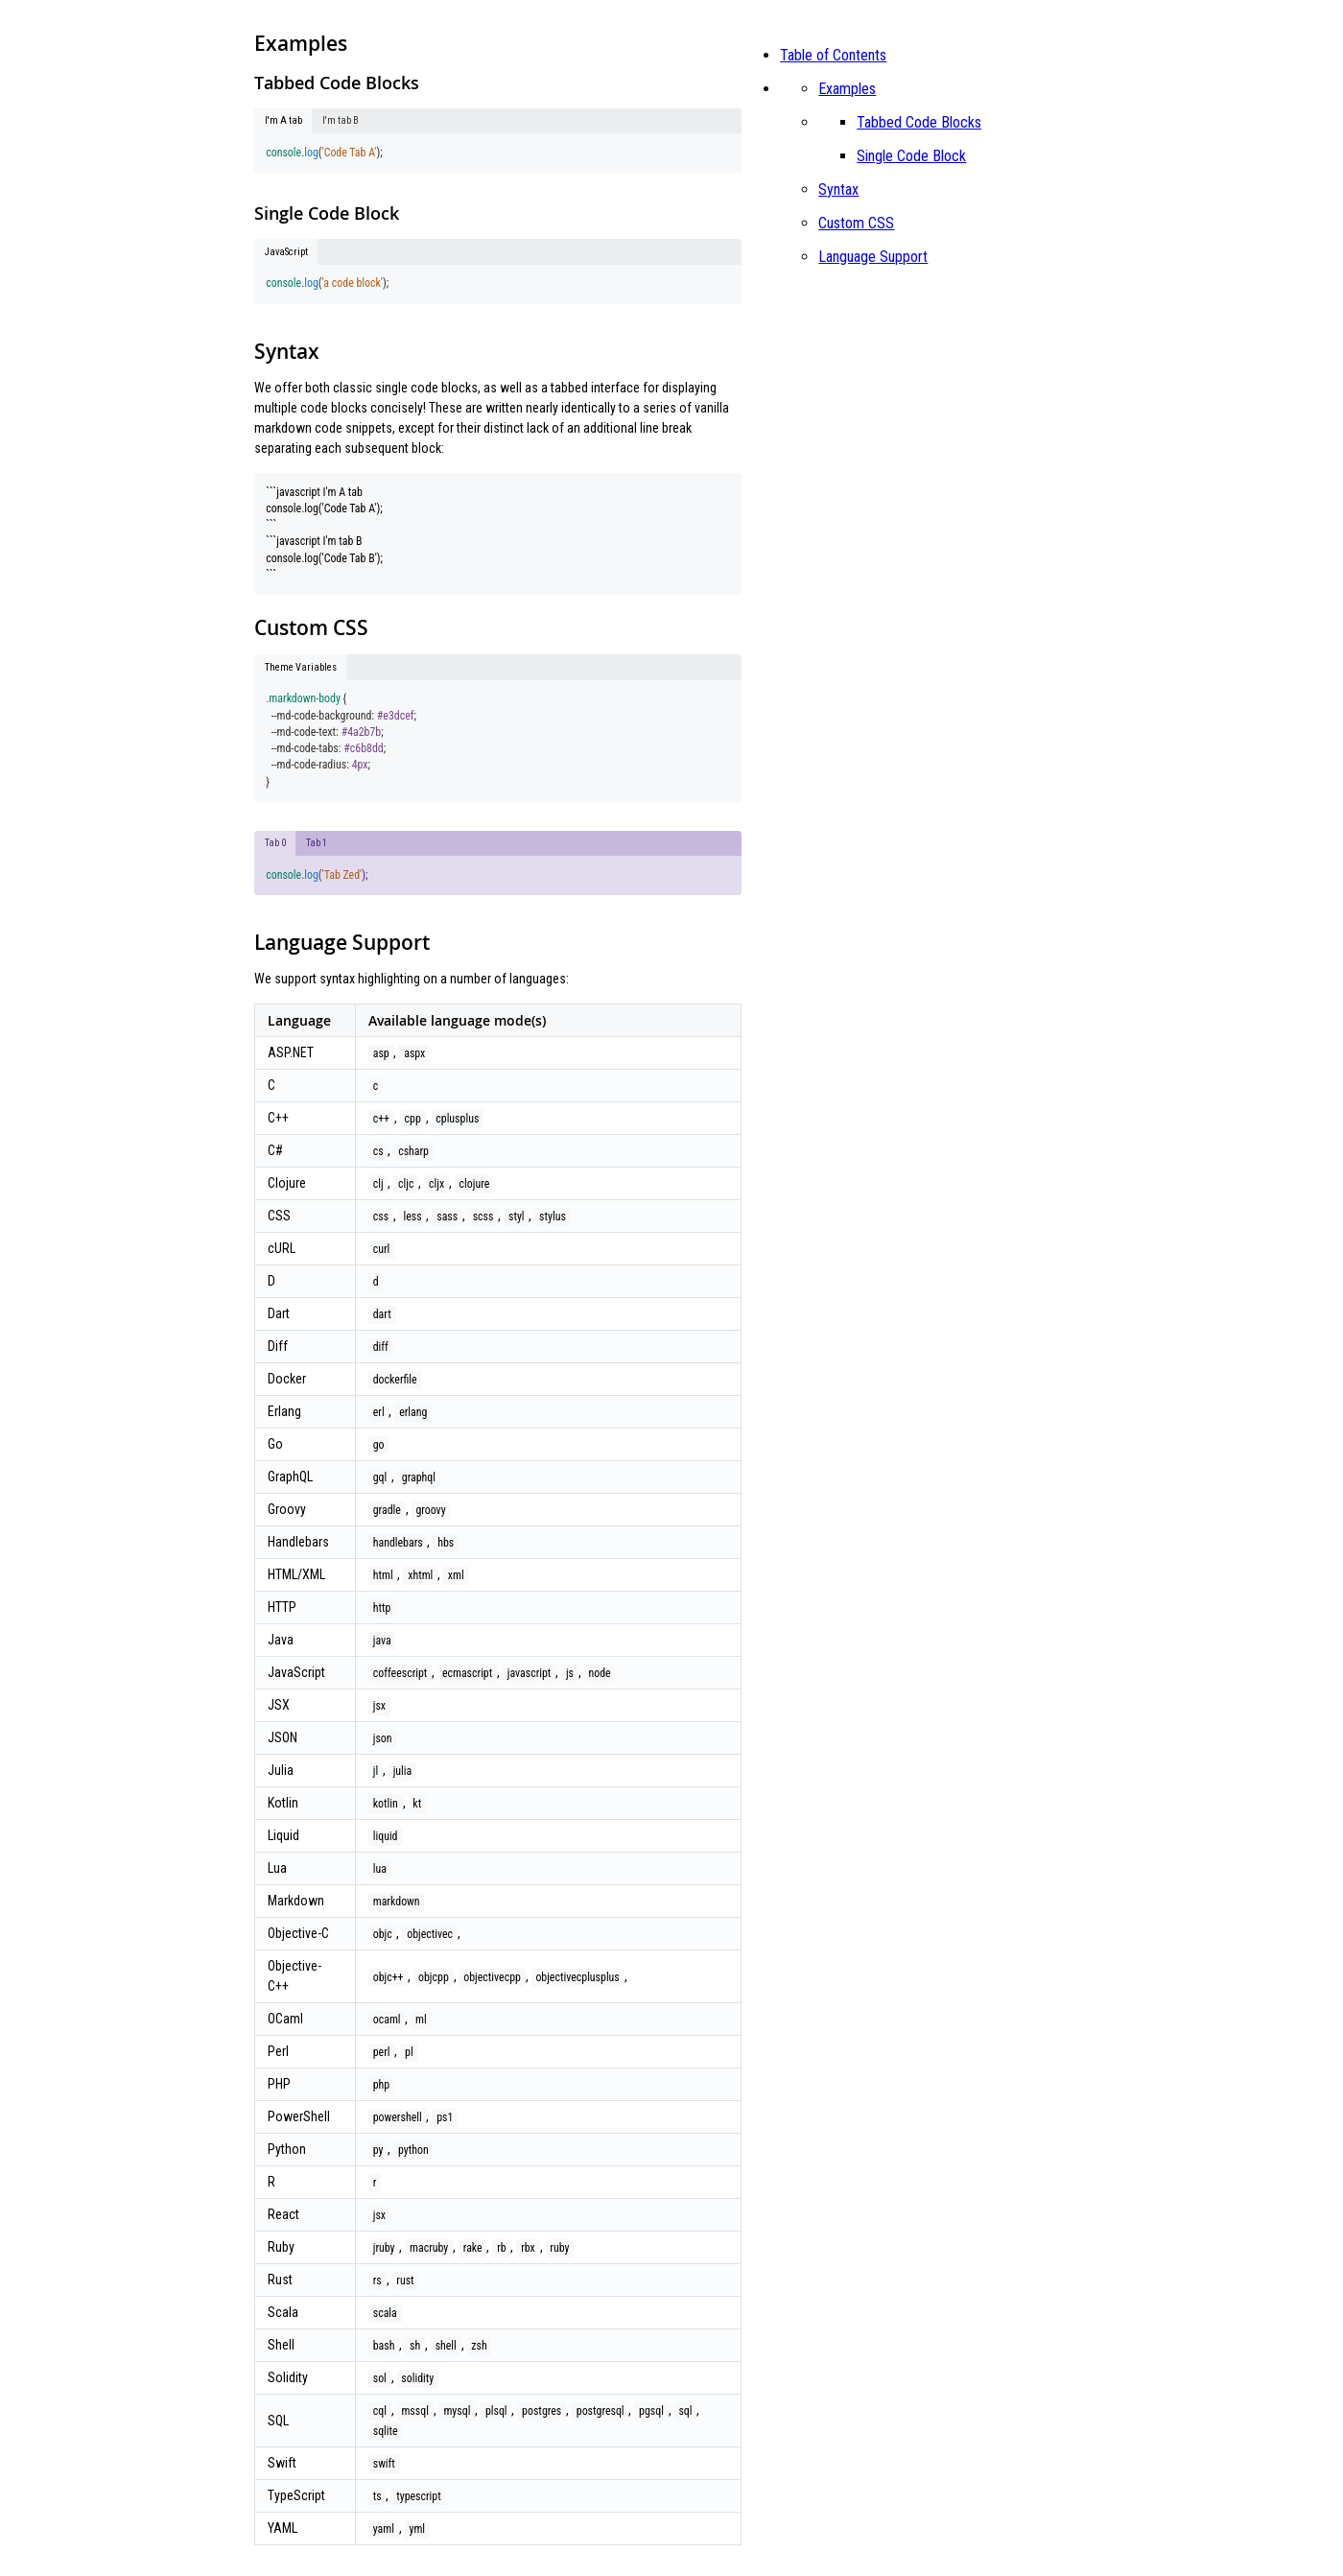 Examples
Tabbed Code Blocks
I'm A tab I'm tab B
console.log('Code Tab A');
Single Code Block
JavaScript
console.log('a code block');
Syntax
We offer both classic single code blocks, as well as a tabbed interface for displaying
multiple code blocks concisely! These are written nearly identically to a series of vanilla
markdown code snippets, except for their distinct lack of an additional line break
separating each subsequent block:
```javascript I'm A tab
console.log('Code Tab A');
```
```javascript I'm tab B
console.log('Code Tab B');
```
Custom CSS
Theme Variables
.markdown-body {
--md-code-background: #e3dcef;
--md-code-text: #4a2b7b;
--md-code-tabs: #c6b8dd;
--md-code-radius: 4px;
}
Tab 0 Tab 1
console.log('Tab Zed');
Language Support
We support syntax highlighting on a number of languages:
Language Available language mode(s)
ASP.NET asp, aspx
C c
C++ c++, cpp, cplusplus
C# cs, csharp
Clojure clj, cljc, cljx, clojure
CSS css, less, sass, scss, styl, stylus
cURL curl
D d
Dart dart
Diff diff
Docker dockerfile
Erlang erl, erlang
Go go
GraphQL gql, graphql
Groovy gradle, groovy
Handlebars handlebars, hbs
HTML/XML html, xhtml, xml
HTTP http
Java java
JavaScript coffeescript, ecmascript, javascript, js, node
JSX jsx
JSON json
Julia jl, julia
Kotlin kotlin, kt
Liquid liquid
Lua lua
Markdown markdown
Objective-C objc, objectivec,
Objective-
C++ objc++, objcpp, objectivecpp, objectivecplusplus,
OCaml ocaml, ml
Perl perl, pl
PHP php
PowerShell powershell, ps1
Python py, python
R r
React jsx
Ruby jruby, macruby, rake, rb, rbx, ruby
Rust rs, rust
Scala scala
Shell bash, sh, shell, zsh
Solidity sol, solidity
SQL cql, mssql, mysql, plsql, postgres, postgresql, pgsql, sql,
sqlite
Swift swift
TypeScript ts, typescript
YAML yaml, yml
Table of Contents
Examples
Tabbed Code Blocks
Single Code Block
Syntax
Custom CSS
Language Support